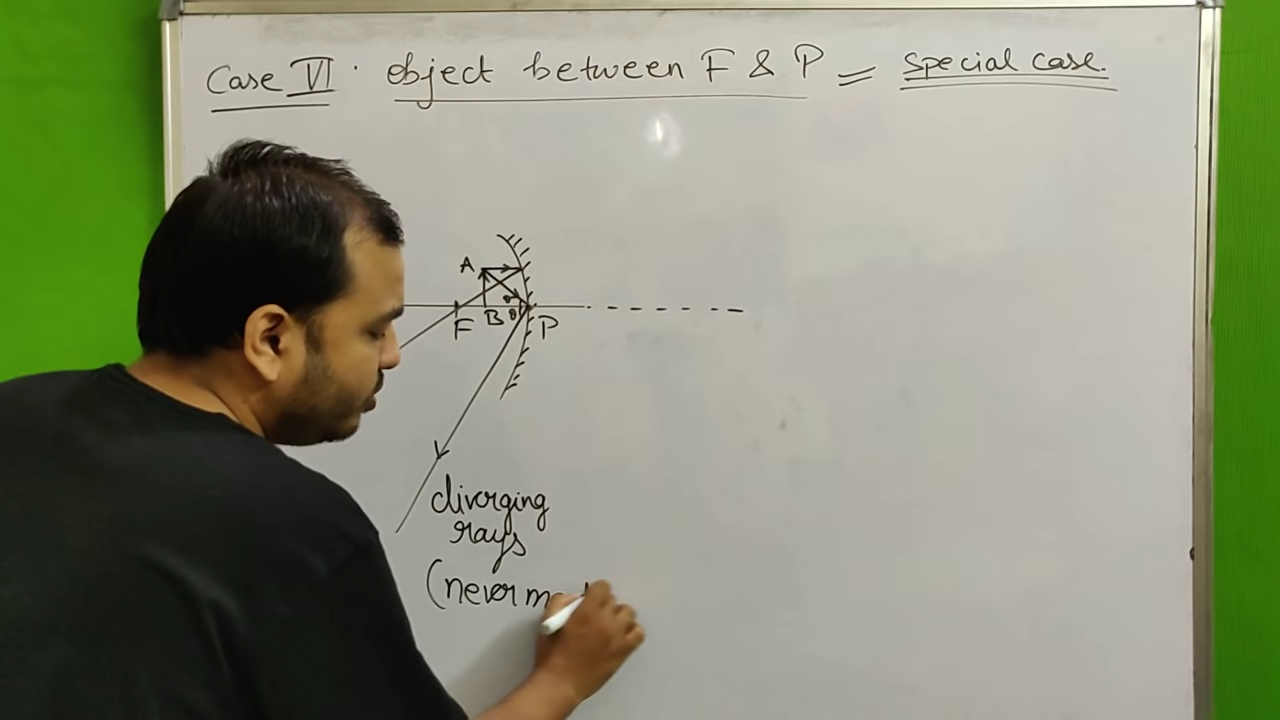 Case VI . object between F & P = special case.
A
F B θ P
diverging
rays
(never